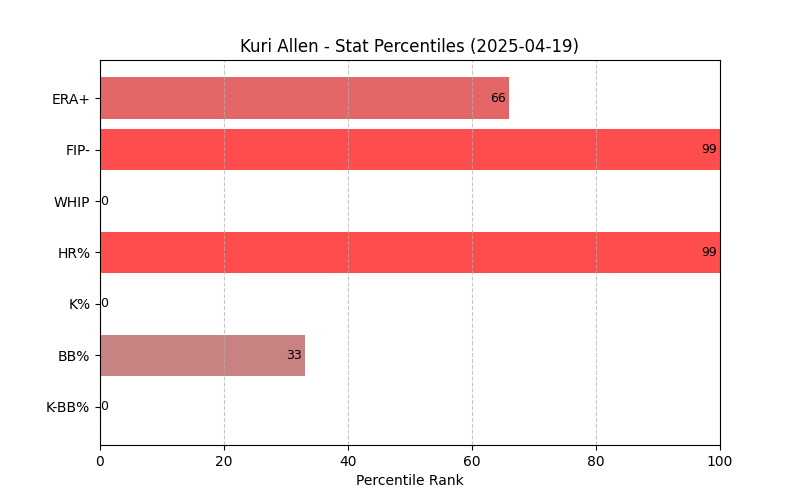 Kuri Allen - Stat Percentiles (2025-04-19)
ERA+ 66
FIP- 99
WHIP 0
HR% 99
K% 0
BB% 33
K-BB% 0
0 20 40 60 80 100
Percentile Rank